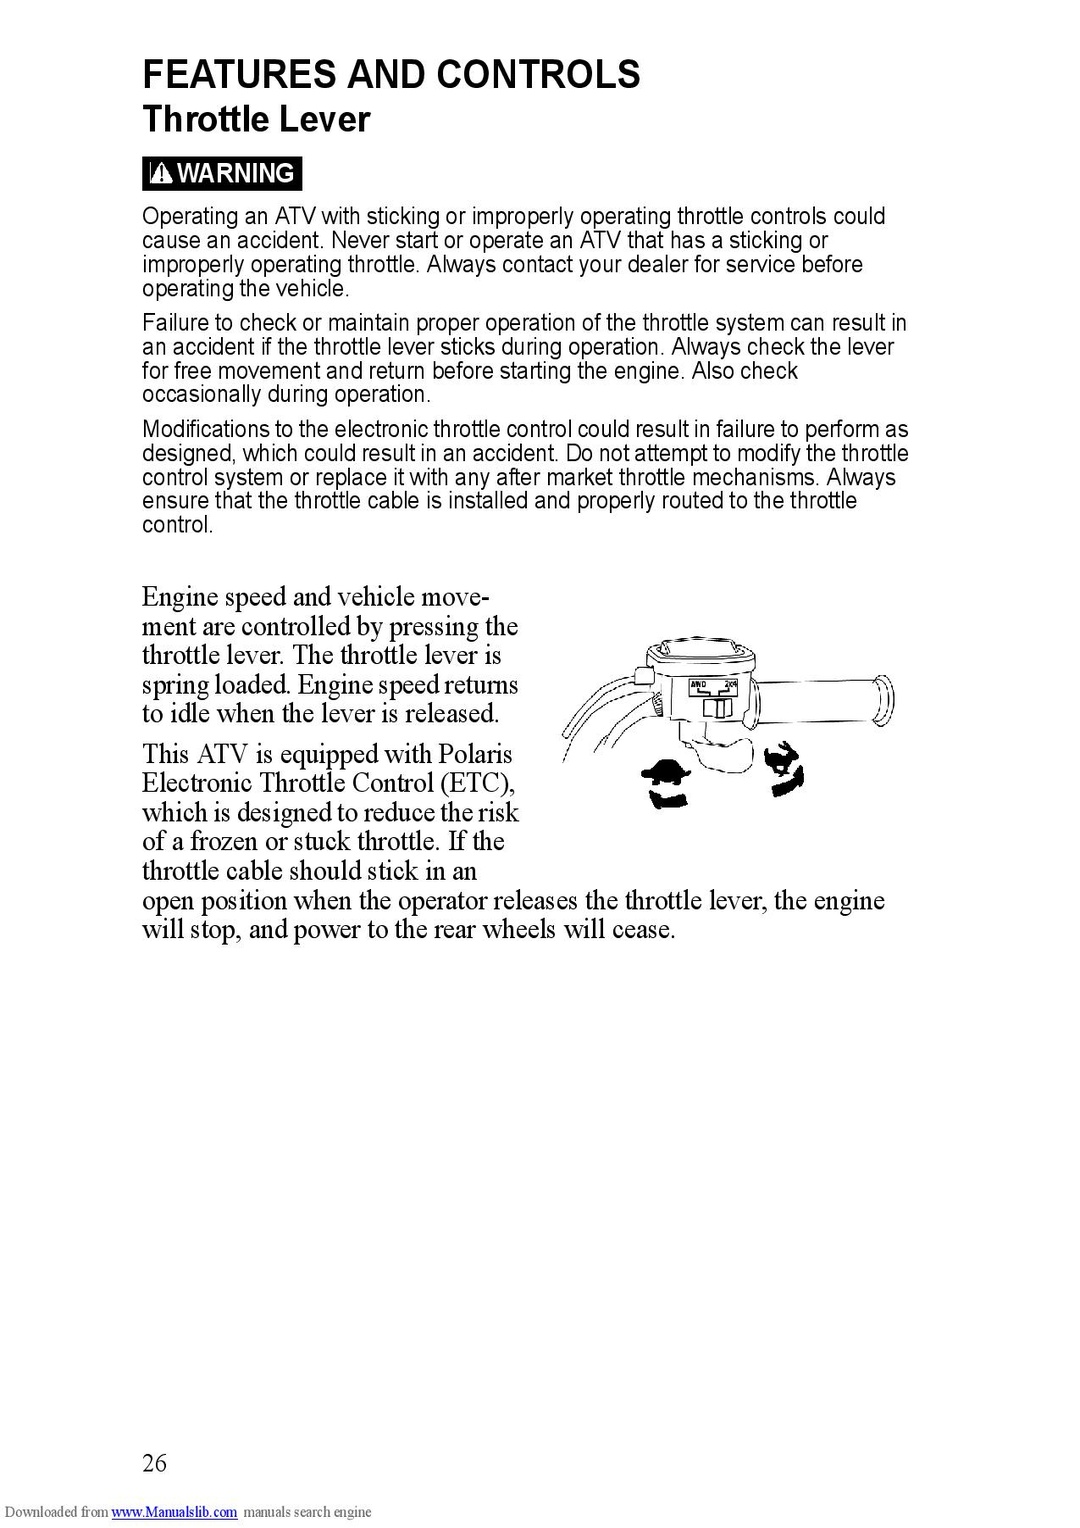 FEATURES AND CONTROLS
Throttle Lever
WARNING
Operating an ATV with sticking or improperly operating throttle controls could
cause an accident. Never start or operate an ATV that has a sticking or
improperly operating throttle. Always contact your dealer for service before
operating the vehicle.
Failure to check or maintain proper operation of the throttle system can result in
an accident if the throttle lever sticks during operation. Always check the lever
for free movement and return before starting the engine. Also check
occasionally during operation.
Modifications to the electronic throttle control could result in failure to perform as
designed, which could result in an accident. Do not attempt to modify the throttle
control system or replace it with any after market throttle mechanisms. Always
ensure that the throttle cable is installed and properly routed to the throttle
control.
Engine speed and vehicle move-
ment are controlled by pressing the
throttle lever. The throttle lever is
spring loaded. Engine speed returns
to idle when the lever is released.
This ATV is equipped with Polaris
Electronic Throttle Control (ETC),
which is designed to reduce the risk
of a frozen or stuck throttle. If the
throttle cable should stick in an
open position when the operator releases the throttle lever, the engine
will stop, and power to the rear wheels will cease.
AWD 2X4
26
Downloaded from www.Manualslib.com manuals search engine